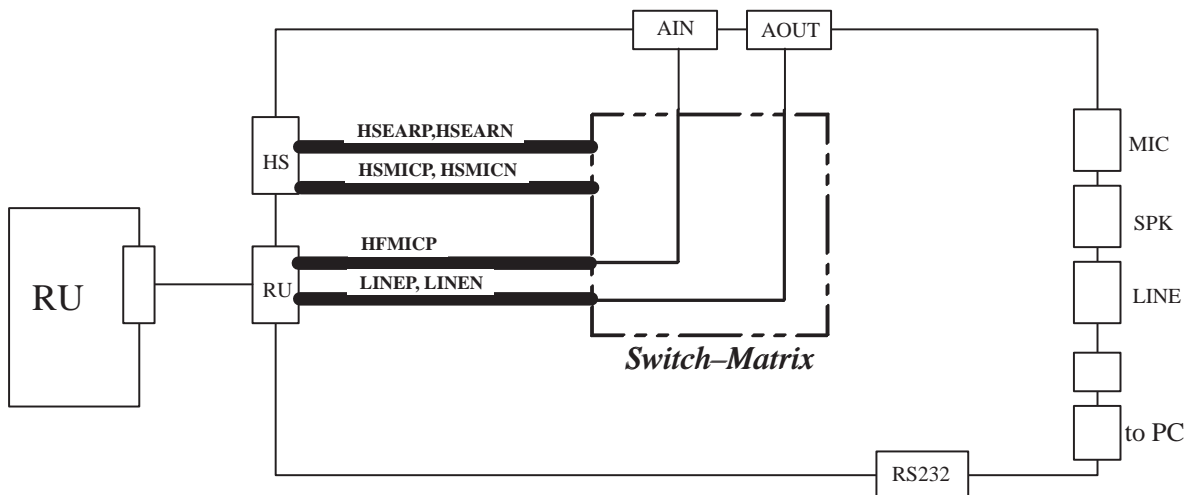 AIN
AOUT
HSEARP,HSEARN
HS
HSMICP, HSMICN
MIC
SPK
HFMICP
RU
RU
LINEP, LINEN
LINE
Switch–Matrix
to PC
RS232